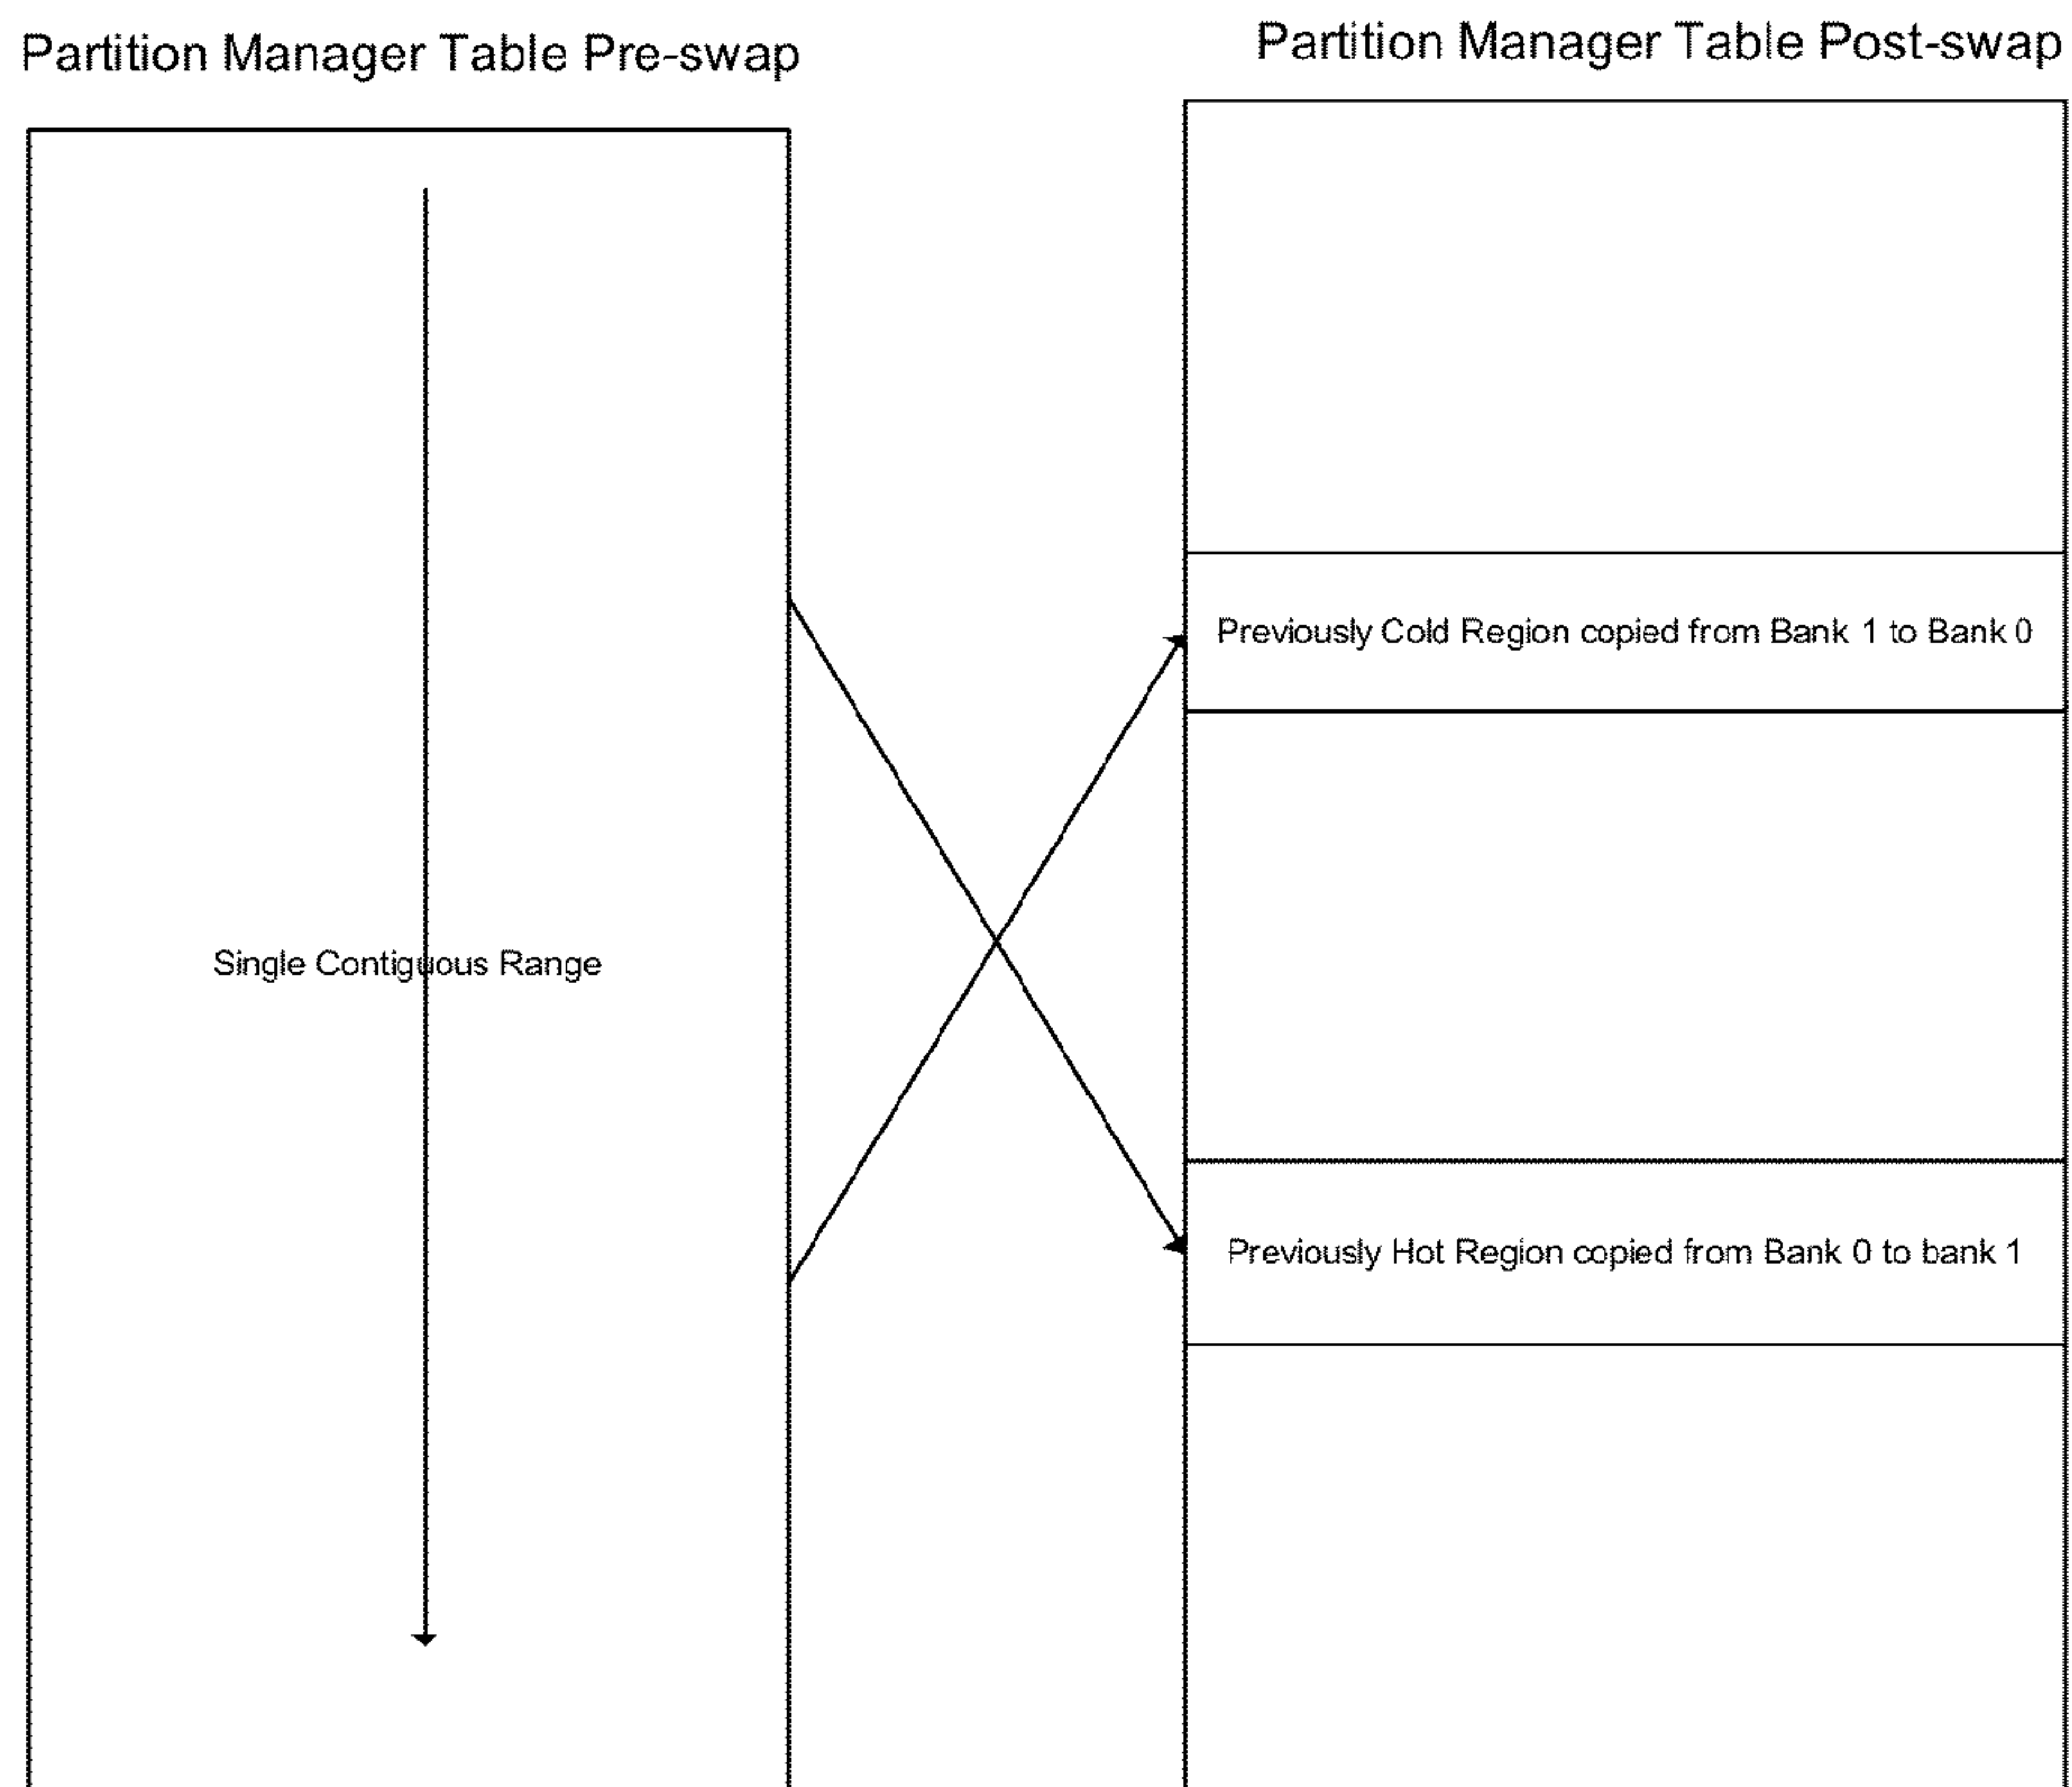 Partition Manager Table Pre-swap
Partition Manager Table Post-swap
Previously Cold Region copied from Bank 1 to Bank 0
Single Contiguous Range
Previously Hot Region copied from Bank 0 to bank 1